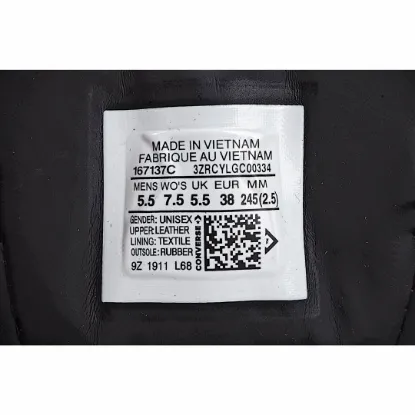 MADE IN VIETNAM
FABRIQUE AU VIETNAM
167137C 3ZRCYLGC00334
MENS WO'S UK EUR MM
5.5 7.5 5.5 38 245(2.5)
GENDER: UNISEX
UPPER:LEATHER
LINING: TEXTILE
OUTSOLE: RUBBER
9Z 1911 L68
CONVERSE